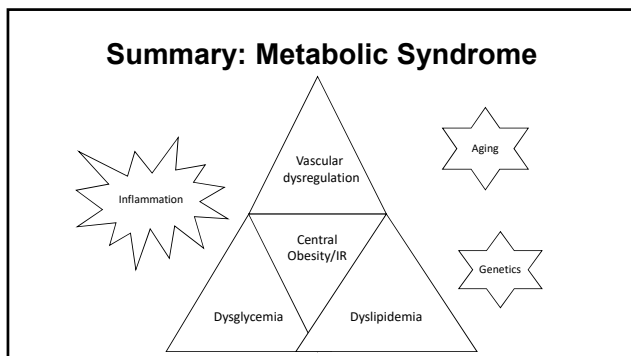 Summary: Metabolic Syndrome
Vascular
dysregulation
Aging
Inflammation
Central
Obesity/IR
Genetics
Dysglycemia
Dyslipidemia